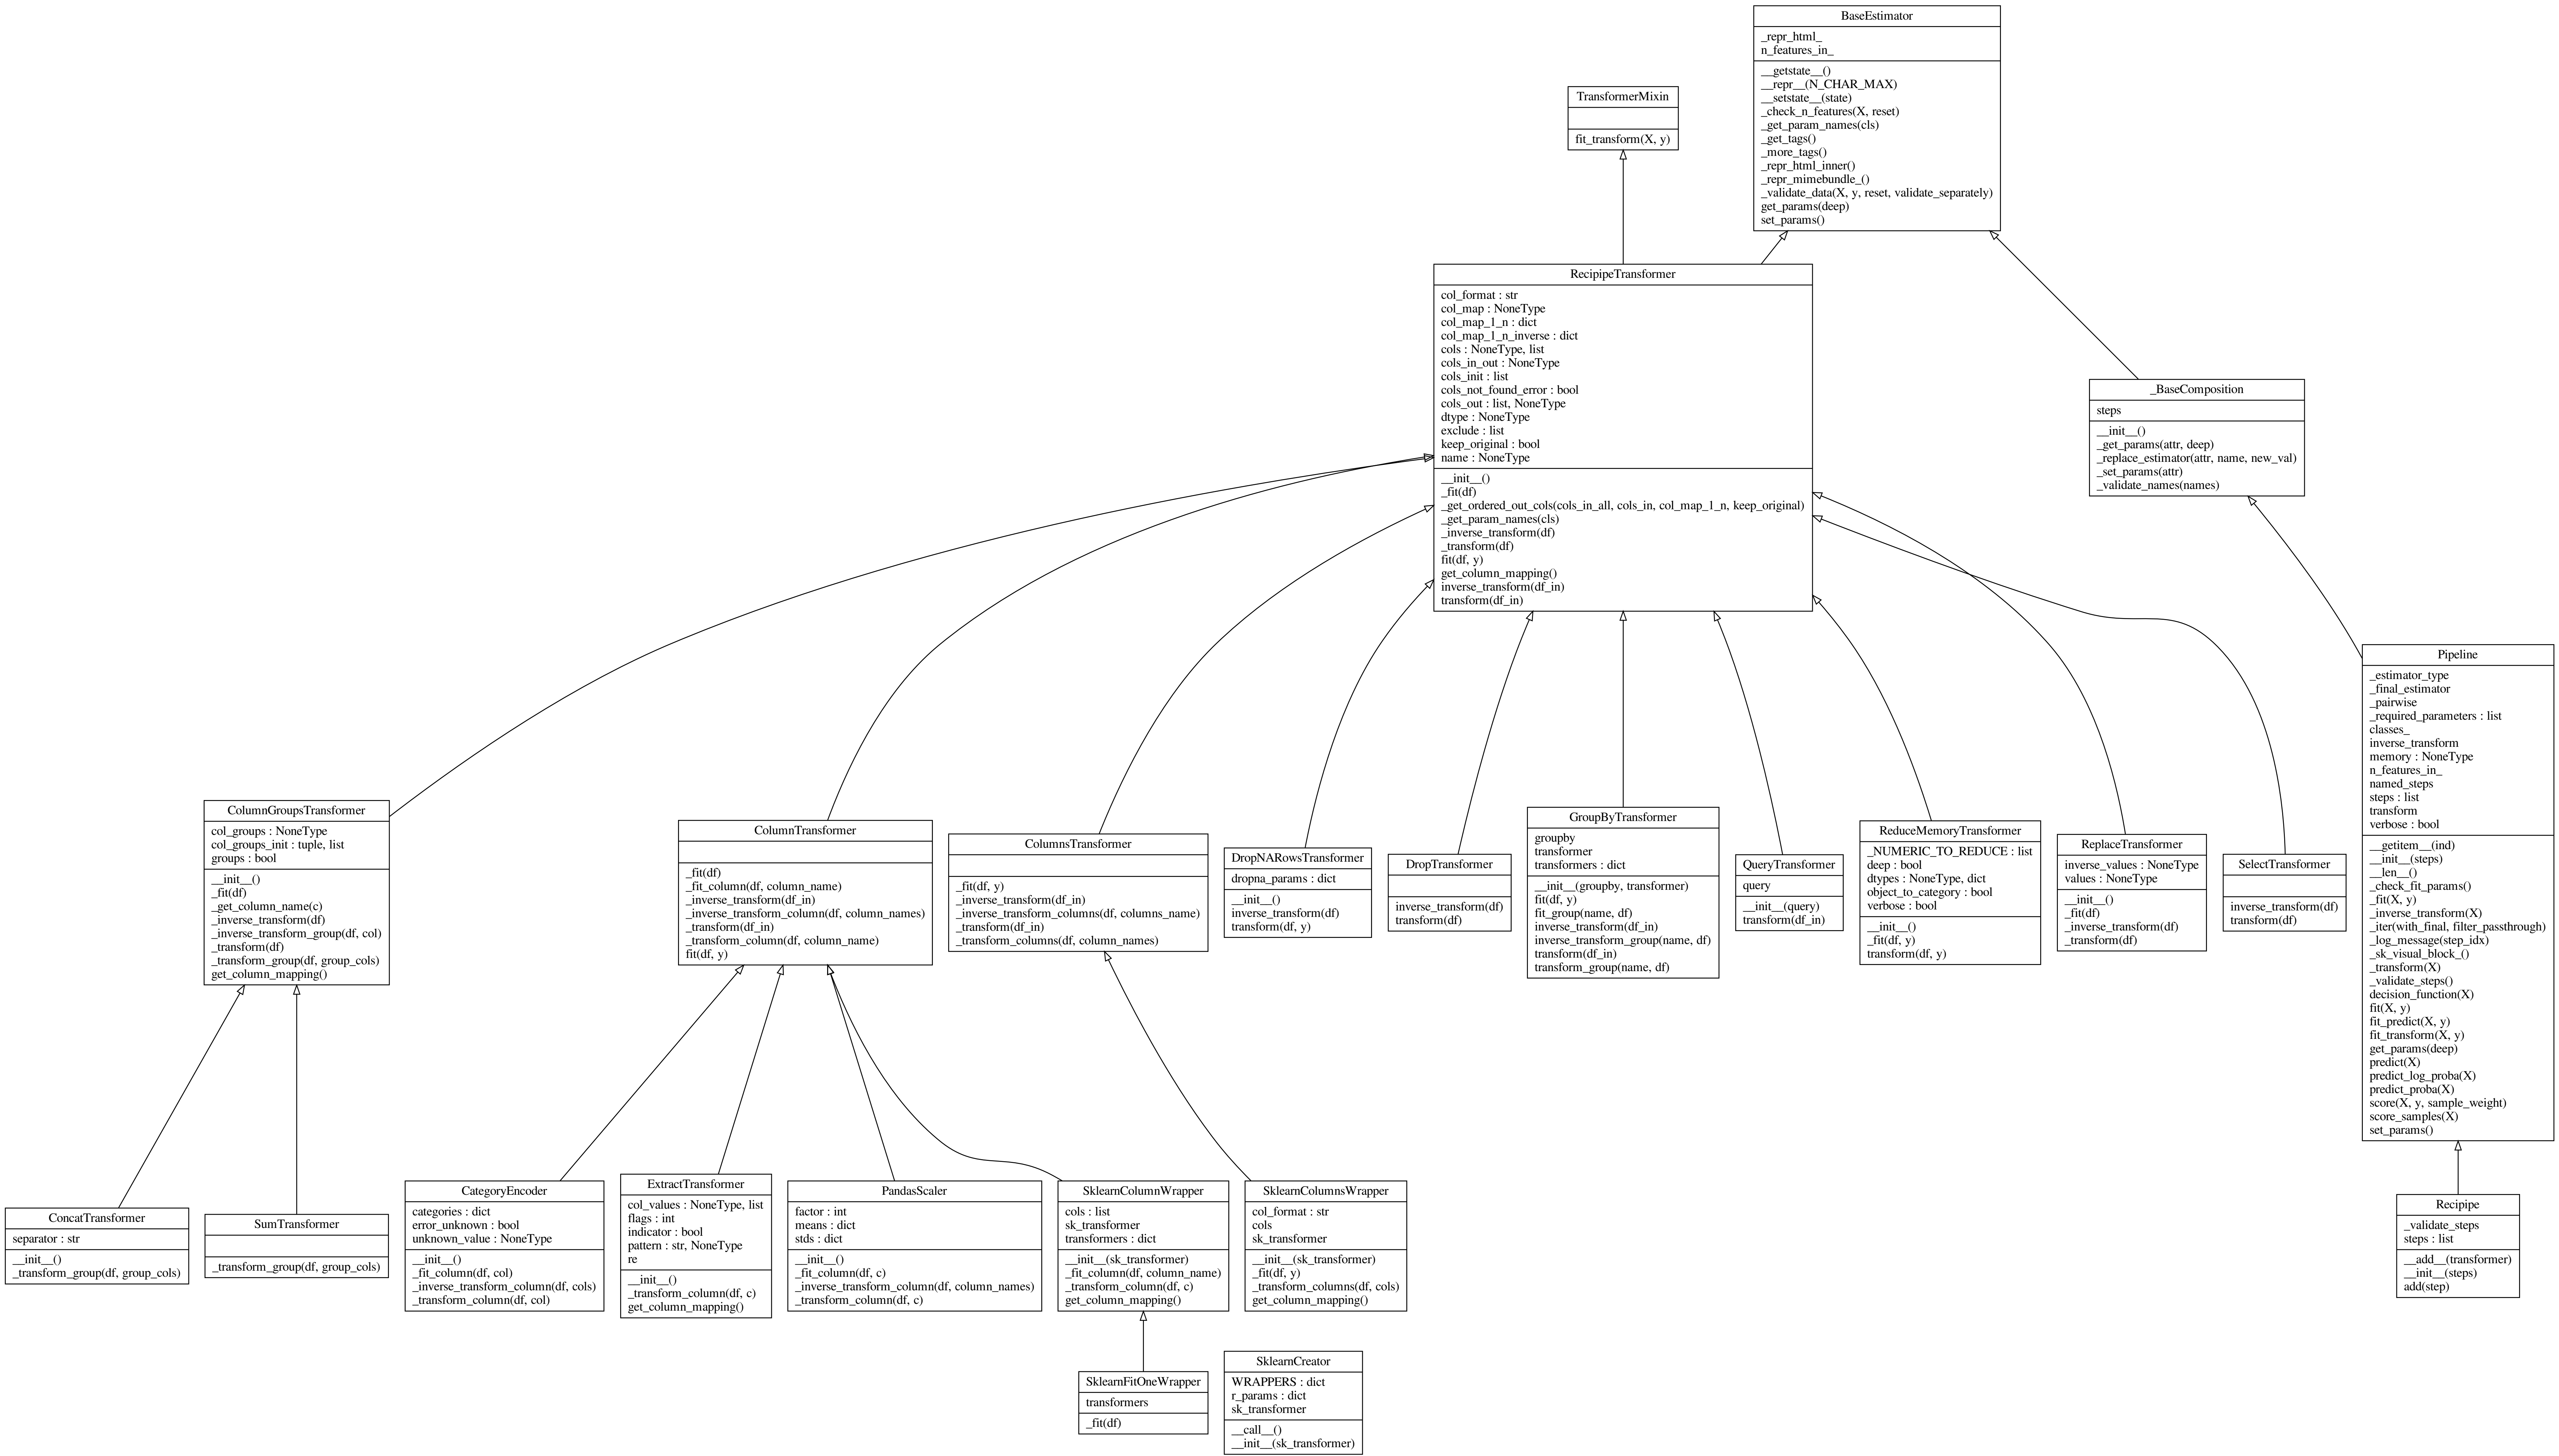 BaseEstimator
_repr_html_
n_features_in_
__getstate__()
__repr__(N_CHAR_MAX)
__setstate__(state)
_check_n_features(X, reset)
_get_param_names(cls)
_get_tags()
_more_tags()
_repr_html_inner()
_repr_mimebundle_()
_validate_data(X, y, reset, validate_separately)
get_params(deep)
set_params()
TransformerMixin
fit_transform(X, y)
RecipipeTransformer
col_format : str
col_map : NoneType
col_map_1_n : dict
col_map_1_n_inverse : dict
cols : NoneType, list
cols_in_out : NoneType
cols_init : list
cols_not_found_error : bool
cols_out : list, NoneType
dtype : NoneType
exclude : list
keep_original : bool
name : NoneType
__init__()
_fit(df)
_get_ordered_out_cols(cols_in_all, cols_in, col_map_1_n, keep_original)
_get_param_names(cls)
_inverse_transform(df)
_transform(df)
fit(df, y)
get_column_mapping()
inverse_transform(df_in)
transform(df_in)
_BaseComposition
steps
__init__()
_get_params(attr, deep)
_replace_estimator(attr, name, new_val)
_set_params(attr)
_validate_names(names)
Pipeline
_estimator_type
_final_estimator
_pairwise
_required_parameters : list
classes_
inverse_transform
memory : NoneType
n_features_in_
named_steps
steps : list
transform
verbose : bool
__getitem__(ind)
__init__(steps)
__len__()
_check_fit_params()
_fit(X, y)
_inverse_transform(X)
_iter(with_final, filter_passthrough)
_log_message(step_idx)
_sk_visual_block_()
_transform(X)
_validate_steps()
decision_function(X)
fit(X, y)
fit_predict(X, y)
fit_transform(X, y)
get_params(deep)
predict(X)
predict_log_proba(X)
predict_proba(X)
score(X, y, sample_weight)
score_samples(X)
set_params()
ColumnGroupsTransformer
col_groups : NoneType
col_groups_init : tuple, list
groups : bool
__init__()
_fit(df)
_get_column_name(c)
_inverse_transform(df)
_inverse_transform_group(df, col)
_transform(df)
_transform_group(df, group_cols)
get_column_mapping()
ColumnTransformer
_fit(df)
_fit_column(df, column_name)
_inverse_transform(df_in)
_inverse_transform_column(df, column_names)
_transform(df_in)
_transform_column(df, column_name)
fit(df, y)
ColumnsTransformer
_fit(df, y)
_inverse_transform(df_in)
_inverse_transform_columns(df, columns_name)
_transform(df_in)
_transform_columns(df, column_names)
DropNARowsTransformer
dropna_params : dict
__init__()
inverse_transform(df)
transform(df, y)
DropTransformer
inverse_transform(df)
transform(df)
GroupByTransformer
groupby
transformer
transformers : dict
__init__(groupby, transformer)
fit(df, y)
fit_group(name, df)
inverse_transform(df_in)
inverse_transform_group(name, df)
transform(df_in)
transform_group(name, df)
QueryTransformer
query
__init__(query)
transform(df_in)
ReduceMemoryTransformer
_NUMERIC_TO_REDUCE : list
deep : bool
dtypes : NoneType, dict
object_to_category : bool
verbose : bool
__init__()
_fit(df, y)
transform(df, y)
ReplaceTransformer
inverse_values : NoneType
values : NoneType
__init__()
_fit(df)
_inverse_transform(df)
_transform(df)
SelectTransformer
inverse_transform(df)
transform(df)
ConcatTransformer
separator : str
__init__()
_transform_group(df, group_cols)
SumTransformer
_transform_group(df, group_cols)
CategoryEncoder
categories : dict
error_unknown : bool
unknown_value : NoneType
__init__()
_fit_column(df, col)
_inverse_transform_column(df, cols)
_transform_column(df, col)
ExtractTransformer
col_values : NoneType, list
flags : int
indicator : bool
pattern : str, NoneType
re
__init__()
_transform_column(df, c)
get_column_mapping()
PandasScaler
factor : int
means : dict
stds : dict
__init__()
_fit_column(df, c)
_inverse_transform_column(df, column_names)
_transform_column(df, c)
SklearnColumnWrapper
cols : list
sk_transformer
transformers : dict
__init__(sk_transformer)
_fit_column(df, column_name)
_transform_column(df, c)
get_column_mapping()
SklearnColumnsWrapper
col_format : str
cols
sk_transformer
__init__(sk_transformer)
_fit(df, y)
_transform_columns(df, cols)
get_column_mapping()
Recipipe
_validate_steps
steps : list
__add__(transformer)
__init__(steps)
add(step)
SklearnFitOneWrapper
transformers
_fit(df)
SklearnCreator
WRAPPERS : dict
r_params : dict
sk_transformer
__call__()
__init__(sk_transformer)